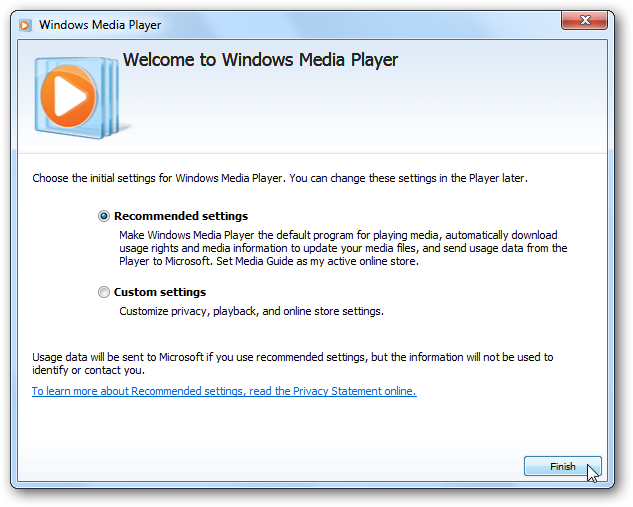 Windows Media Player
Welcome to Windows Media Player
Choose the initial settings for Windows Media Player. You can change these settings in the Player later.
Recommended settings
Make Windows Media Player the default program for playing media, automatically download
usage rights and media information to update your media files, and send usage data from the
Player to Microsoft. Set Media Guide as my active online store.
Custom settings
Customize privacy, playback, and online store settings.
Usage data will be sent to Microsoft if you use recommended settings, but the information will not be used to
identify or contact you.
To learn more about Recommended settings, read the Privacy Statement online.
Finish